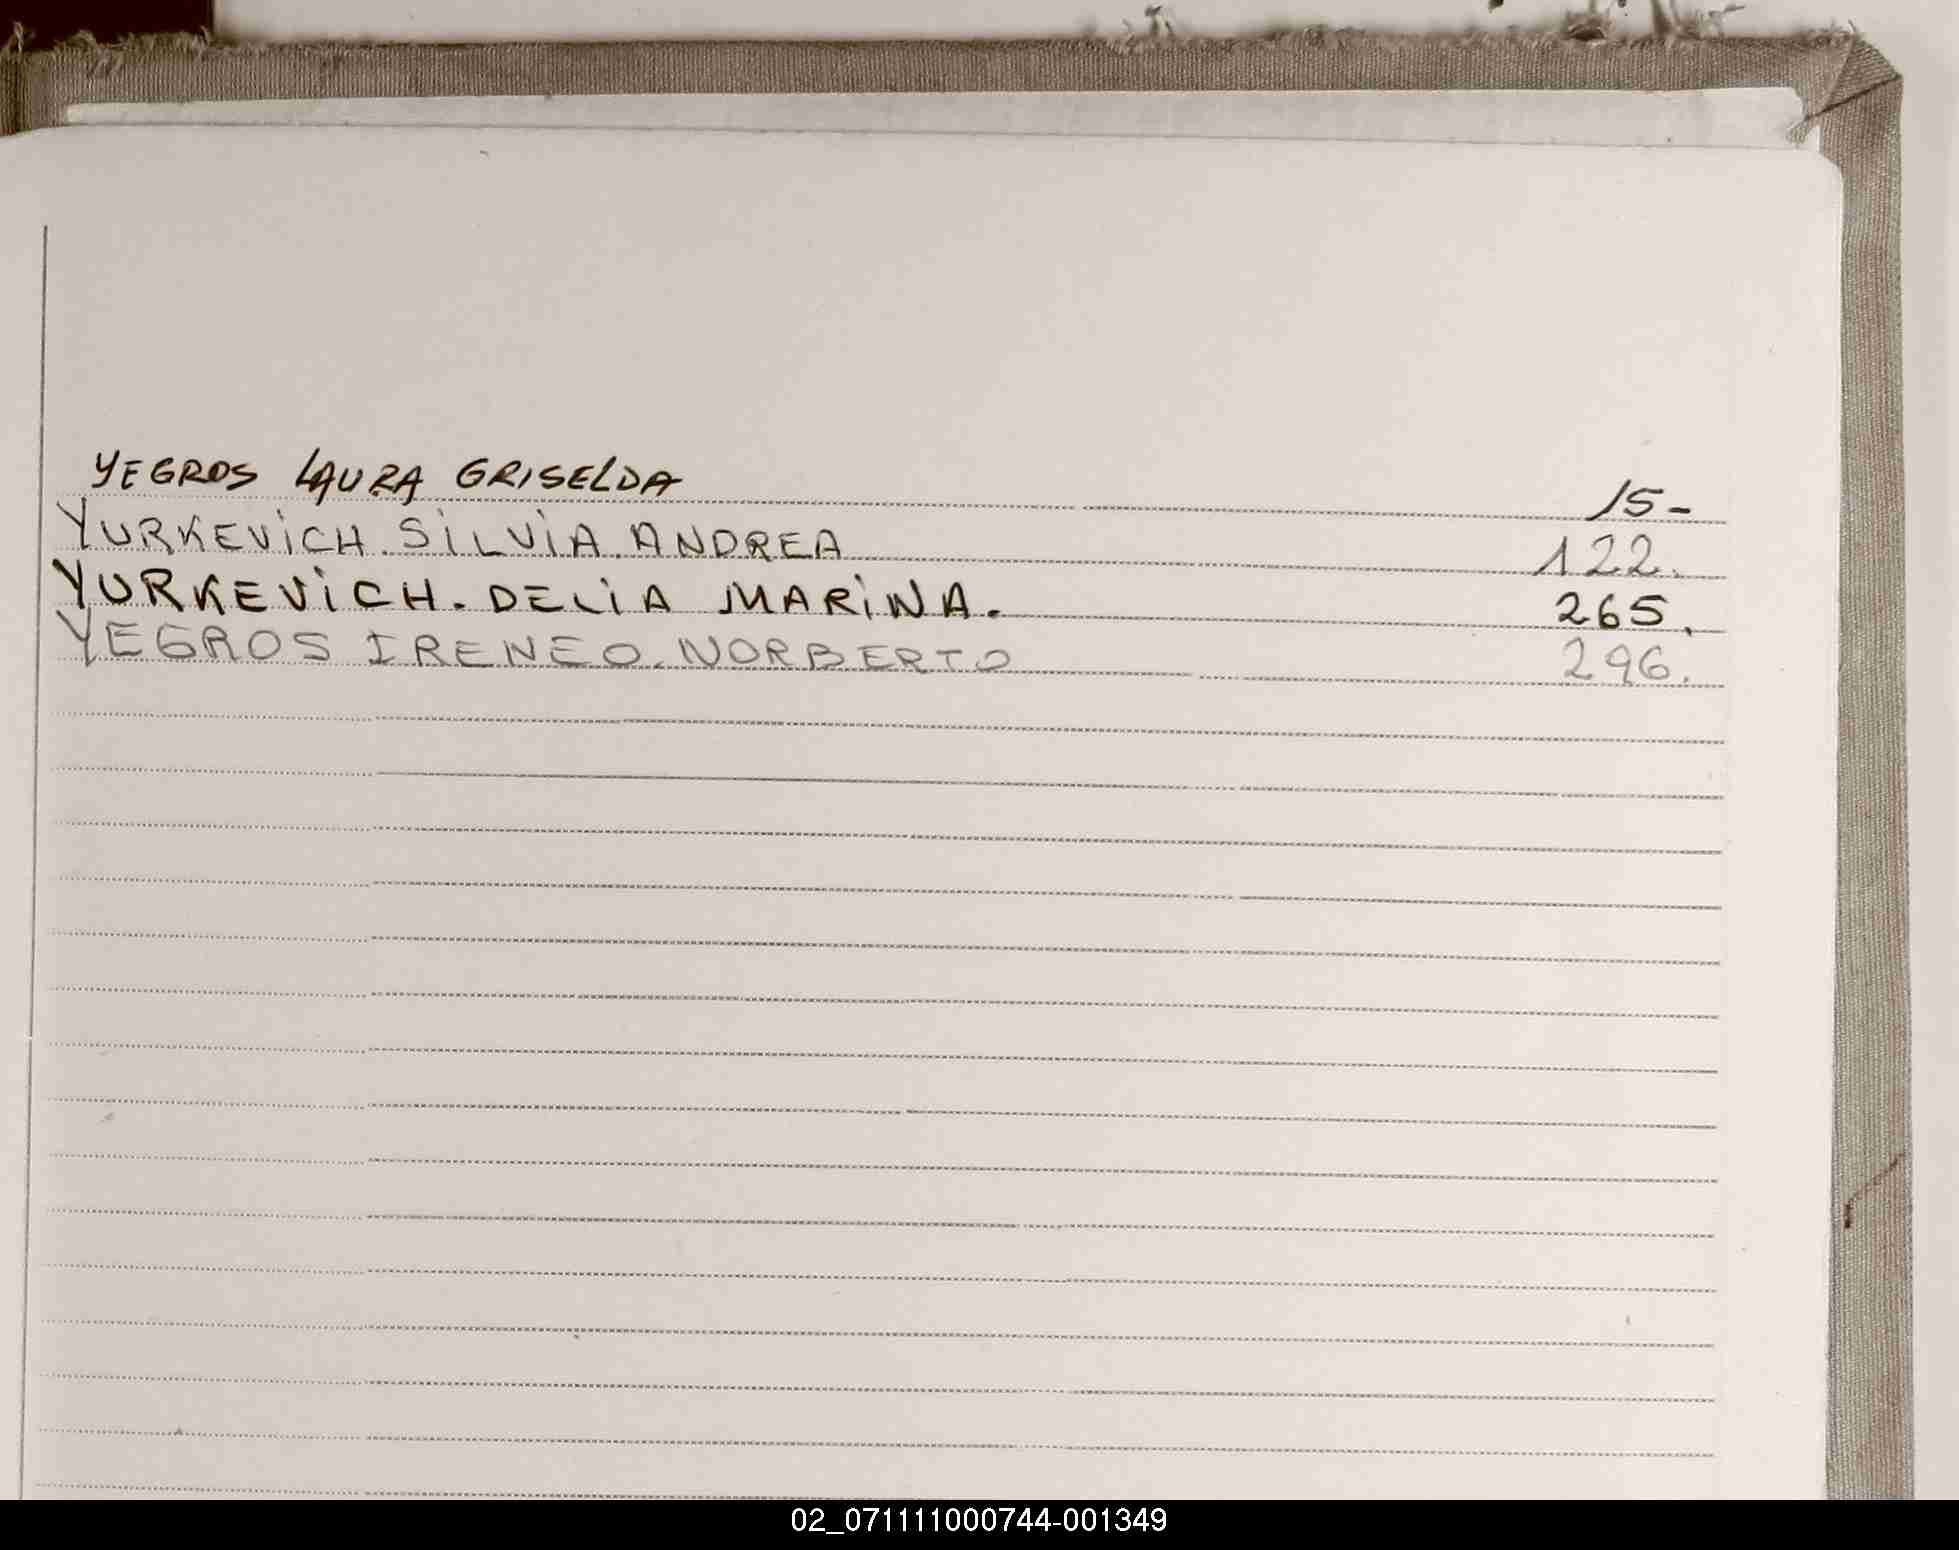 YEGROS LAURA GRISELDA 15-
YURKEVICH. SILVIA. ANDREA 122.
YURKEVICH. DELIA MARINA. 265.
YEGROS IRENEO. NORBERTO 296.
02_071111000744-001349